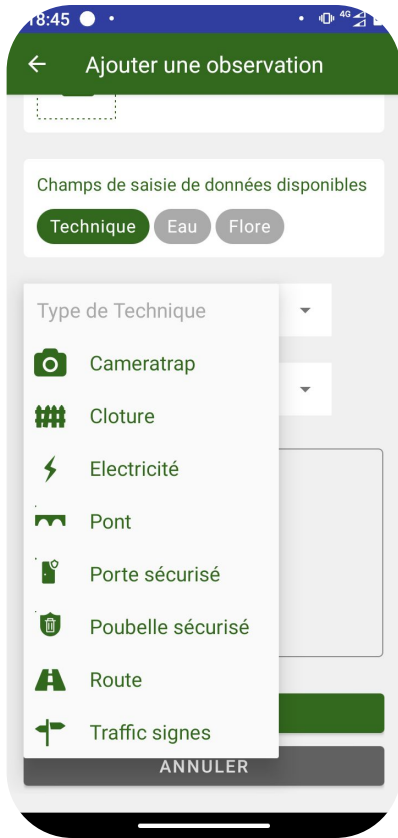 18:45
4G
Ajouter une observation
Champs de saisie de données disponibles
Technique Eau Flore
Type de Technique
Cameratrap
Cloture
Electricité
Pont
Porte sécurisé
Poubelle sécurisé
Route
Traffic signes
ANNULER